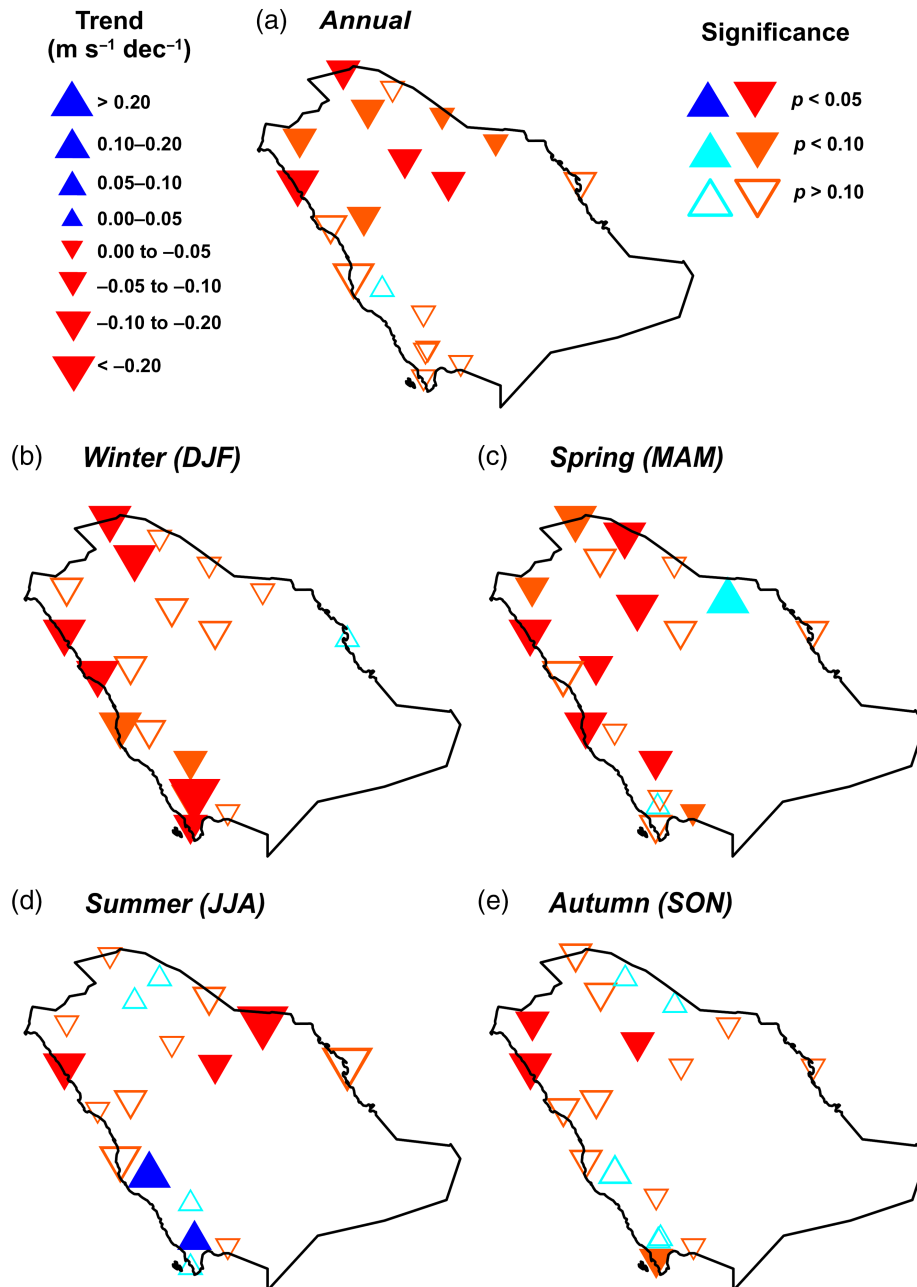 Trend
(m s⁻¹ dec⁻¹)
> 0.20
0.10–0.20
0.05–0.10
0.00–0.05
0.00 to –0.05
–0.05 to –0.10
–0.10 to –0.20
< –0.20
(a) Annual
Significance
p < 0.05
p < 0.10
p > 0.10
(b) Winter (DJF)
(c) Spring (MAM)
(d) Summer (JJA)
(e) Autumn (SON)